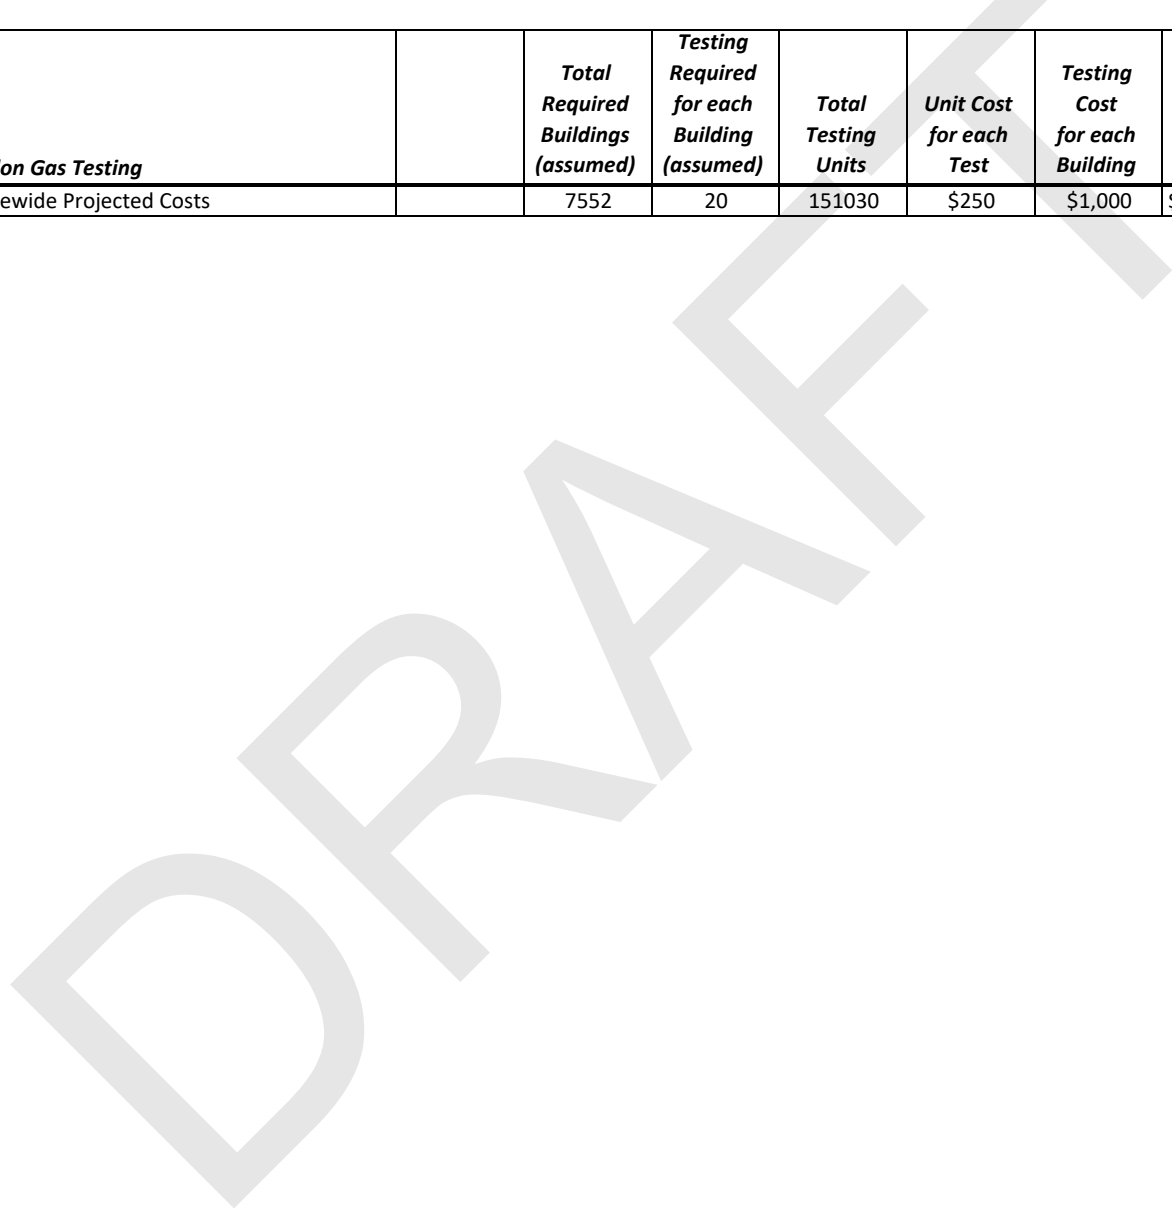 on Gas Testing
Total
Required
Buildings
(assumed)
Testing
Required
for each
Building
(assumed)
Total
Testing
Units
Unit Cost
for each
Test
Testing
Cost
for each
Building
ewide Projected Costs 7552 20 151030 $250 $1,000
DRAFT